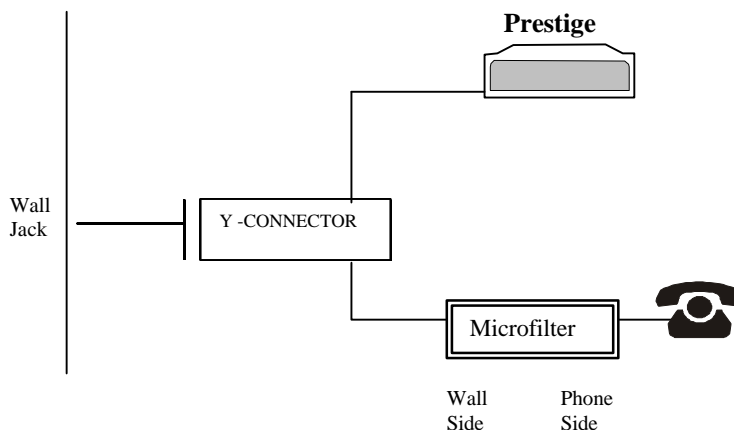 Prestige
Wall
Jack
Y -CONNECTOR
Microfilter
Wall
Side
Phone
Side